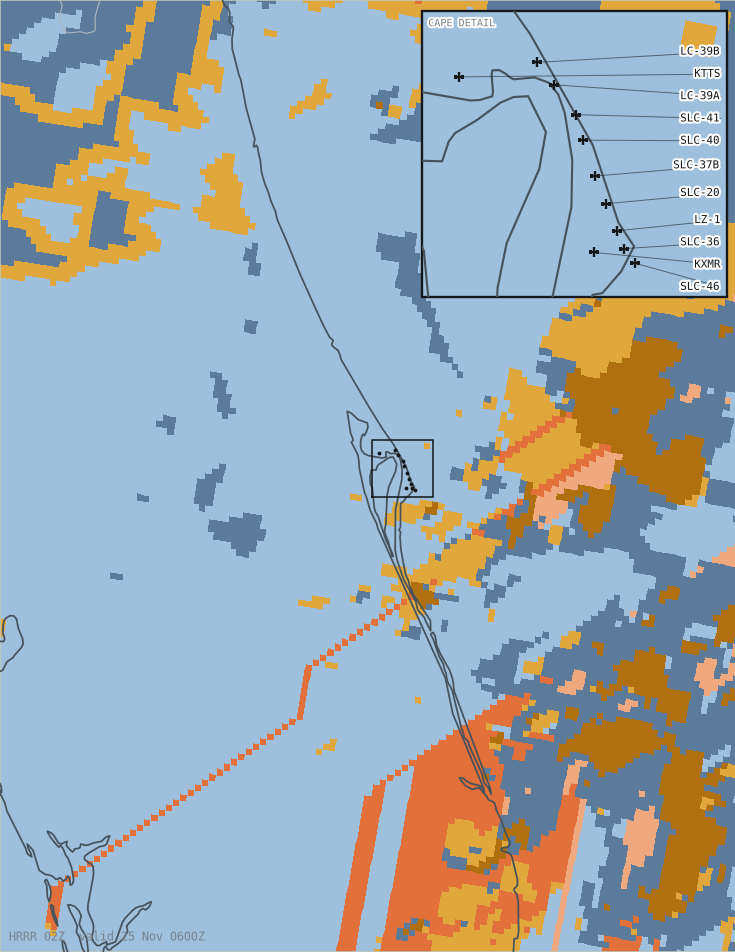 CAPE DETAIL
LC-39B
KTTS
LC-39A
SLC-41
SLC-40
SLC-37B
SLC-20
LZ-1
SLC-36
KXMR
SLC-46
HRRR 02Z valid 25 Nov 0600Z